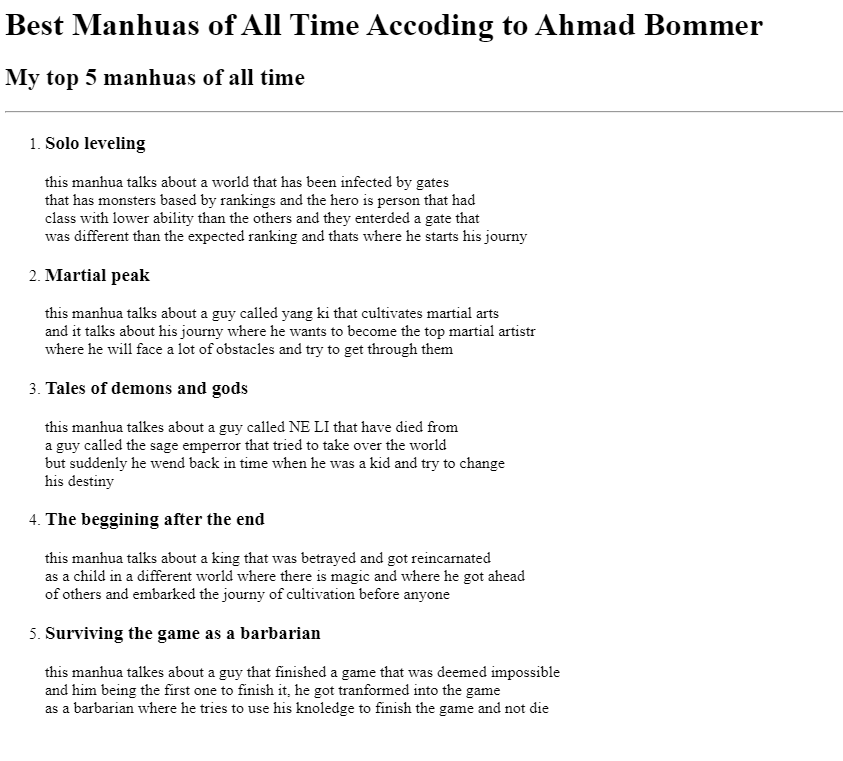 Best Manhuas of All Time Accoding to Ahmad Bommer
My top 5 manhuas of all time
1. Solo leveling
this manhua talks about a world that has been infected by gates
that has monsters based by rankings and the hero is person that had
class with lower ability than the others and they enterded a gate that
was different than the expected ranking and thats where he starts his journy
2. Martial peak
this manhua talks about a guy called yang ki that cultivates martial arts
and it talks about his journy where he wants to become the top martial artistr
where he will face a lot of obstacles and try to get through them
3. Tales of demons and gods
this manhua talkes about a guy called NE LI that have died from
a guy called the sage emperror that tried to take over the world
but suddenly he wend back in time when he was a kid and try to change
his destiny
4. The beggining after the end
this manhua talks about a king that was betrayed and got reincarnated
as a child in a different world where there is magic and where he got ahead
of others and embarked the journy of cultivation before anyone
5. Surviving the game as a barbarian
this manhua talkes about a guy that finished a game that was deemed impossible
and him being the first one to finish it, he got tranformed into the game
as a barbarian where he tries to use his knoledge to finish the game and not die